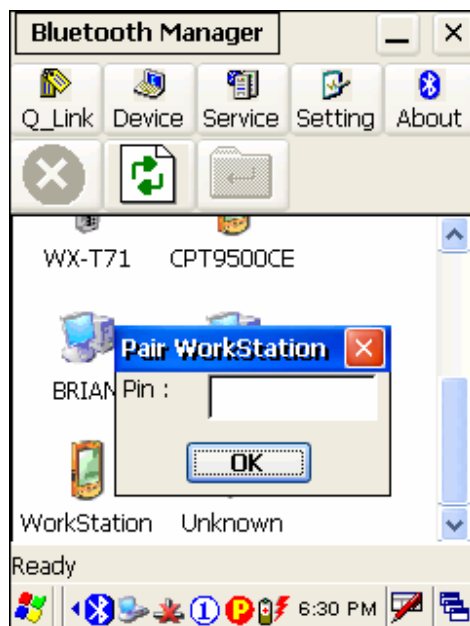 Bluetooth Manager
Q_Link Device Service Setting About
WX-T71 CPT9500CE
Pair WorkStation
BRIAN Pin :
OK
WorkStation Unknown
Ready
1 P 6:30 PM